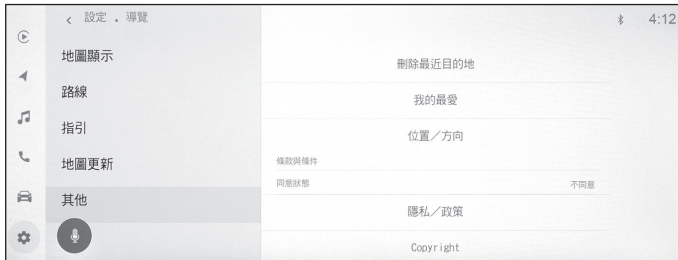 < 設定 . 導覽
4:12
地圖顯示
路線
指引
地圖更新
其他
刪除最近目的地
我的最愛
位置／方向
條款與條件
同意狀態 不同意
隱私／政策
Copyright